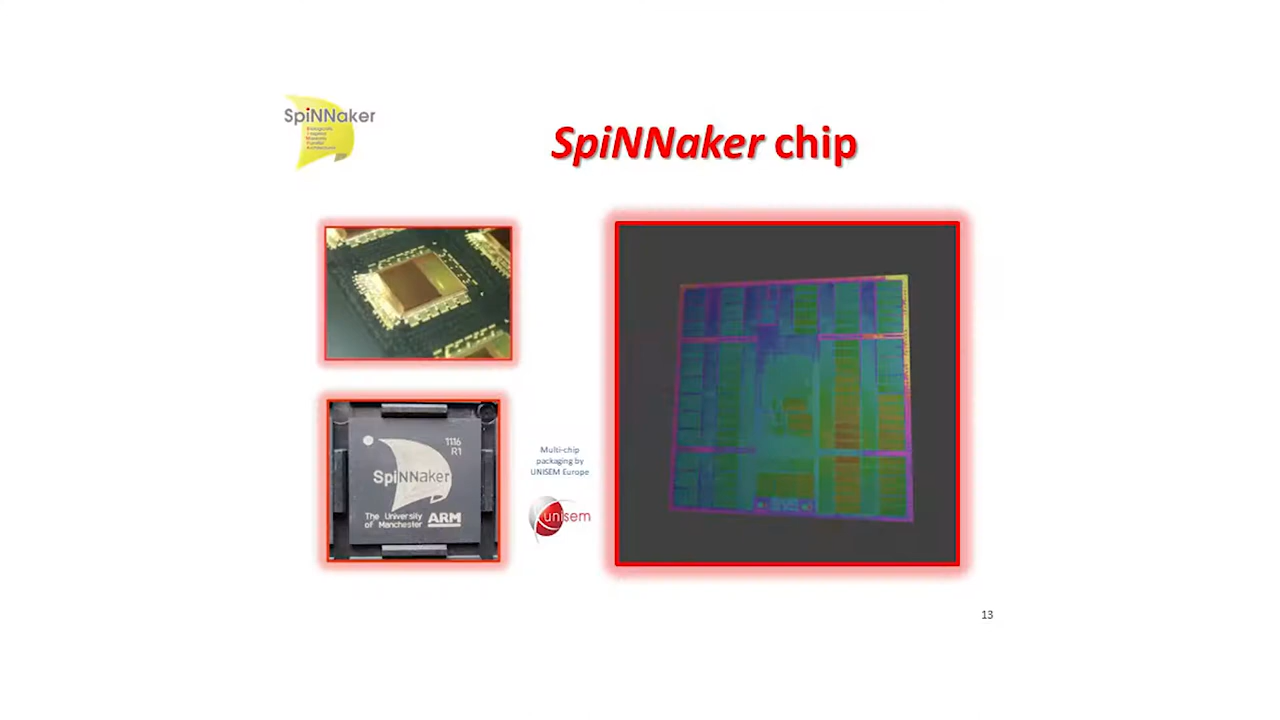 SpiNNaker
SpiNNaker chip
1116
R1
SpiNNaker
The University
of Manchester ARM
Multi-chip
packaging by
UNISEM Europe
unisem
13